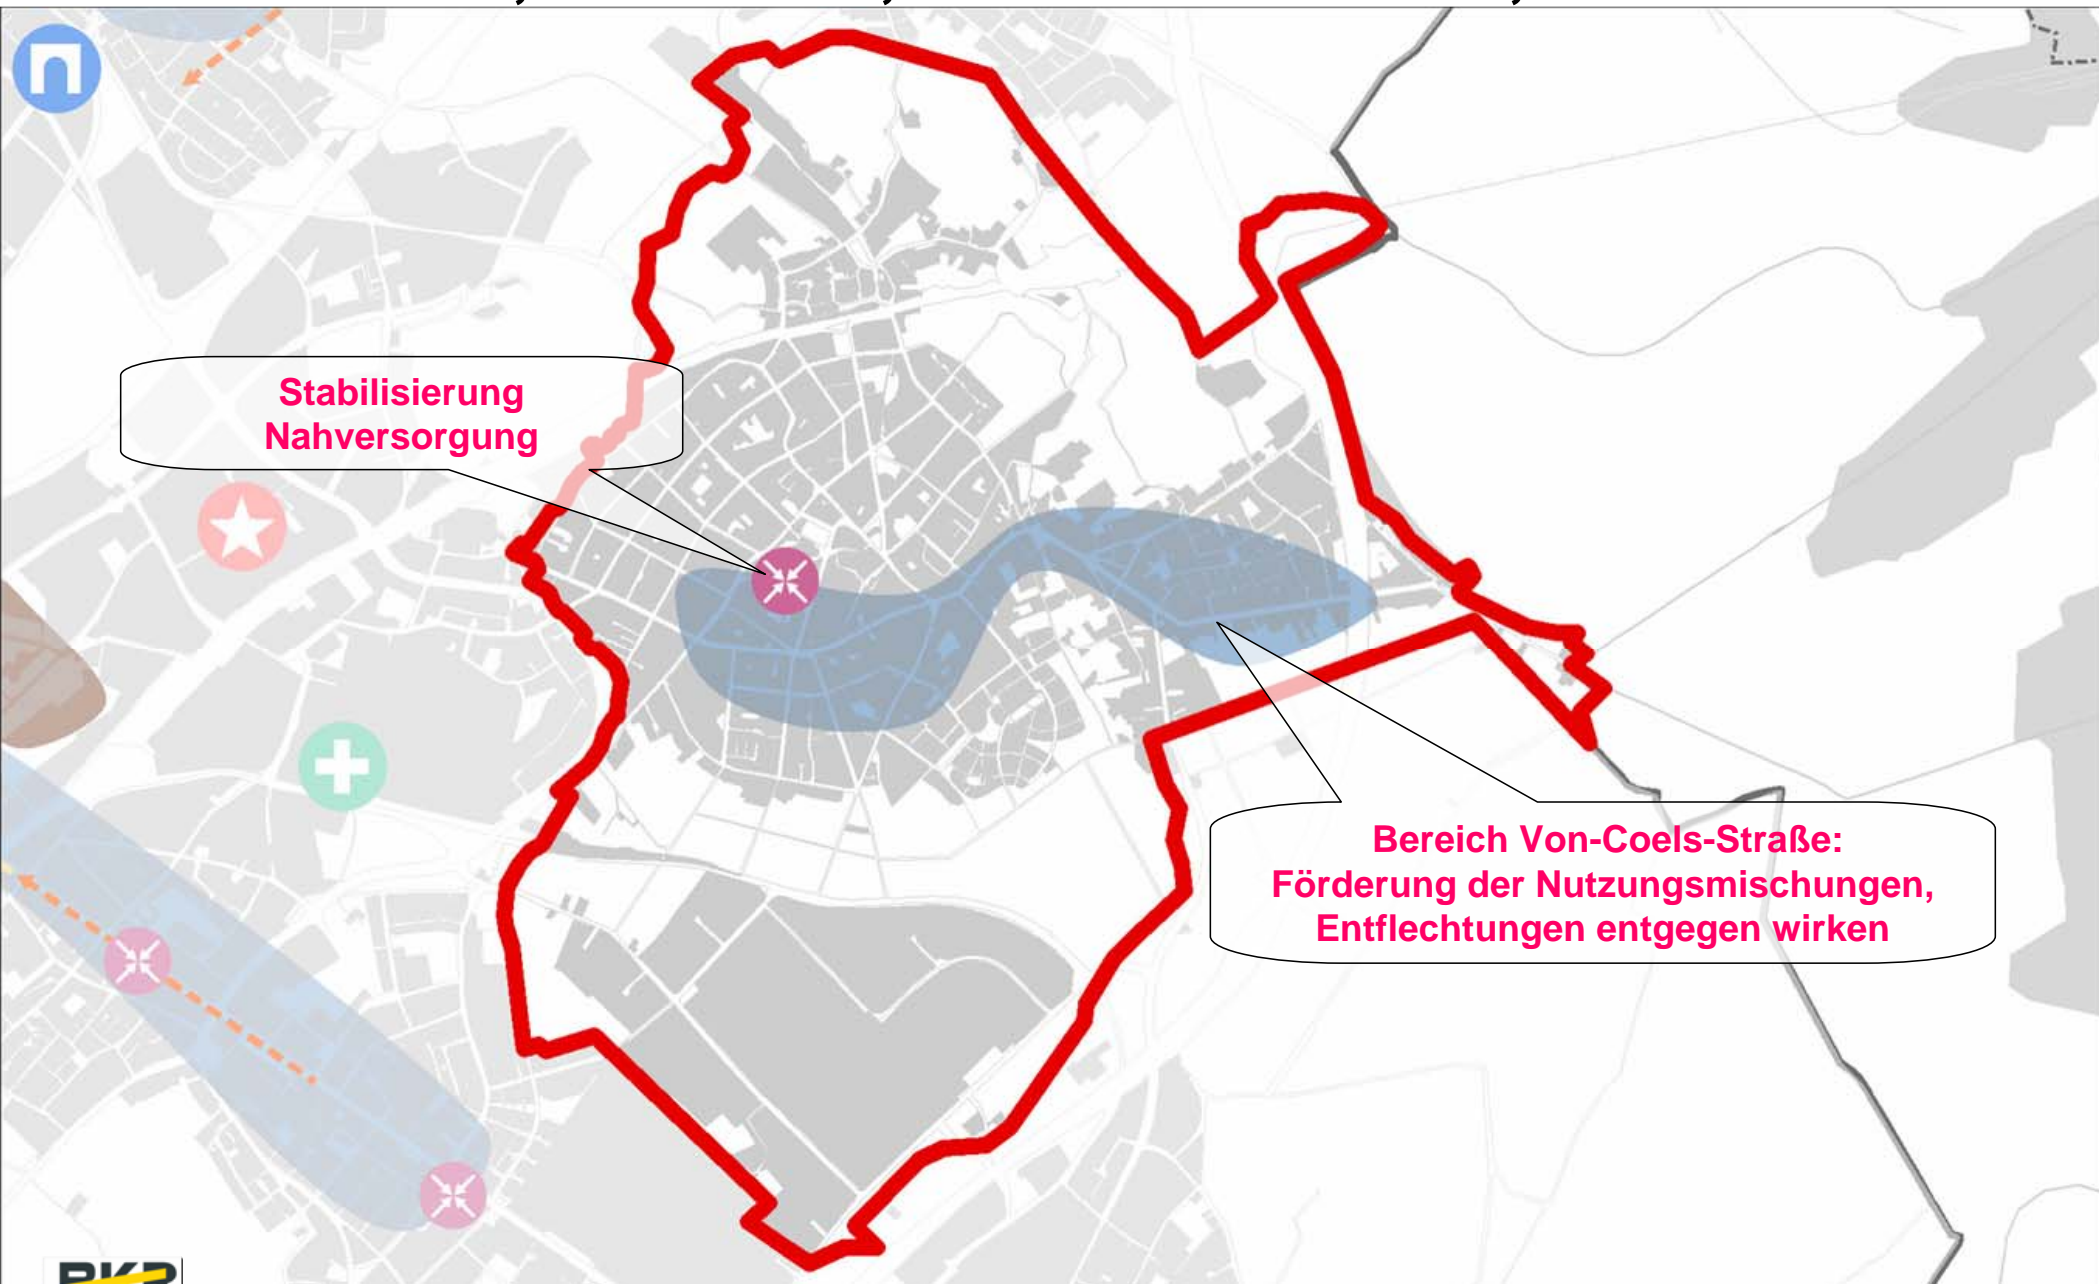 Stabilisierung
Nahversorgung
Bereich Von-Coels-Straße:
Förderung der Nutzungsmischungen,
Entflechtungen entgegen wirken